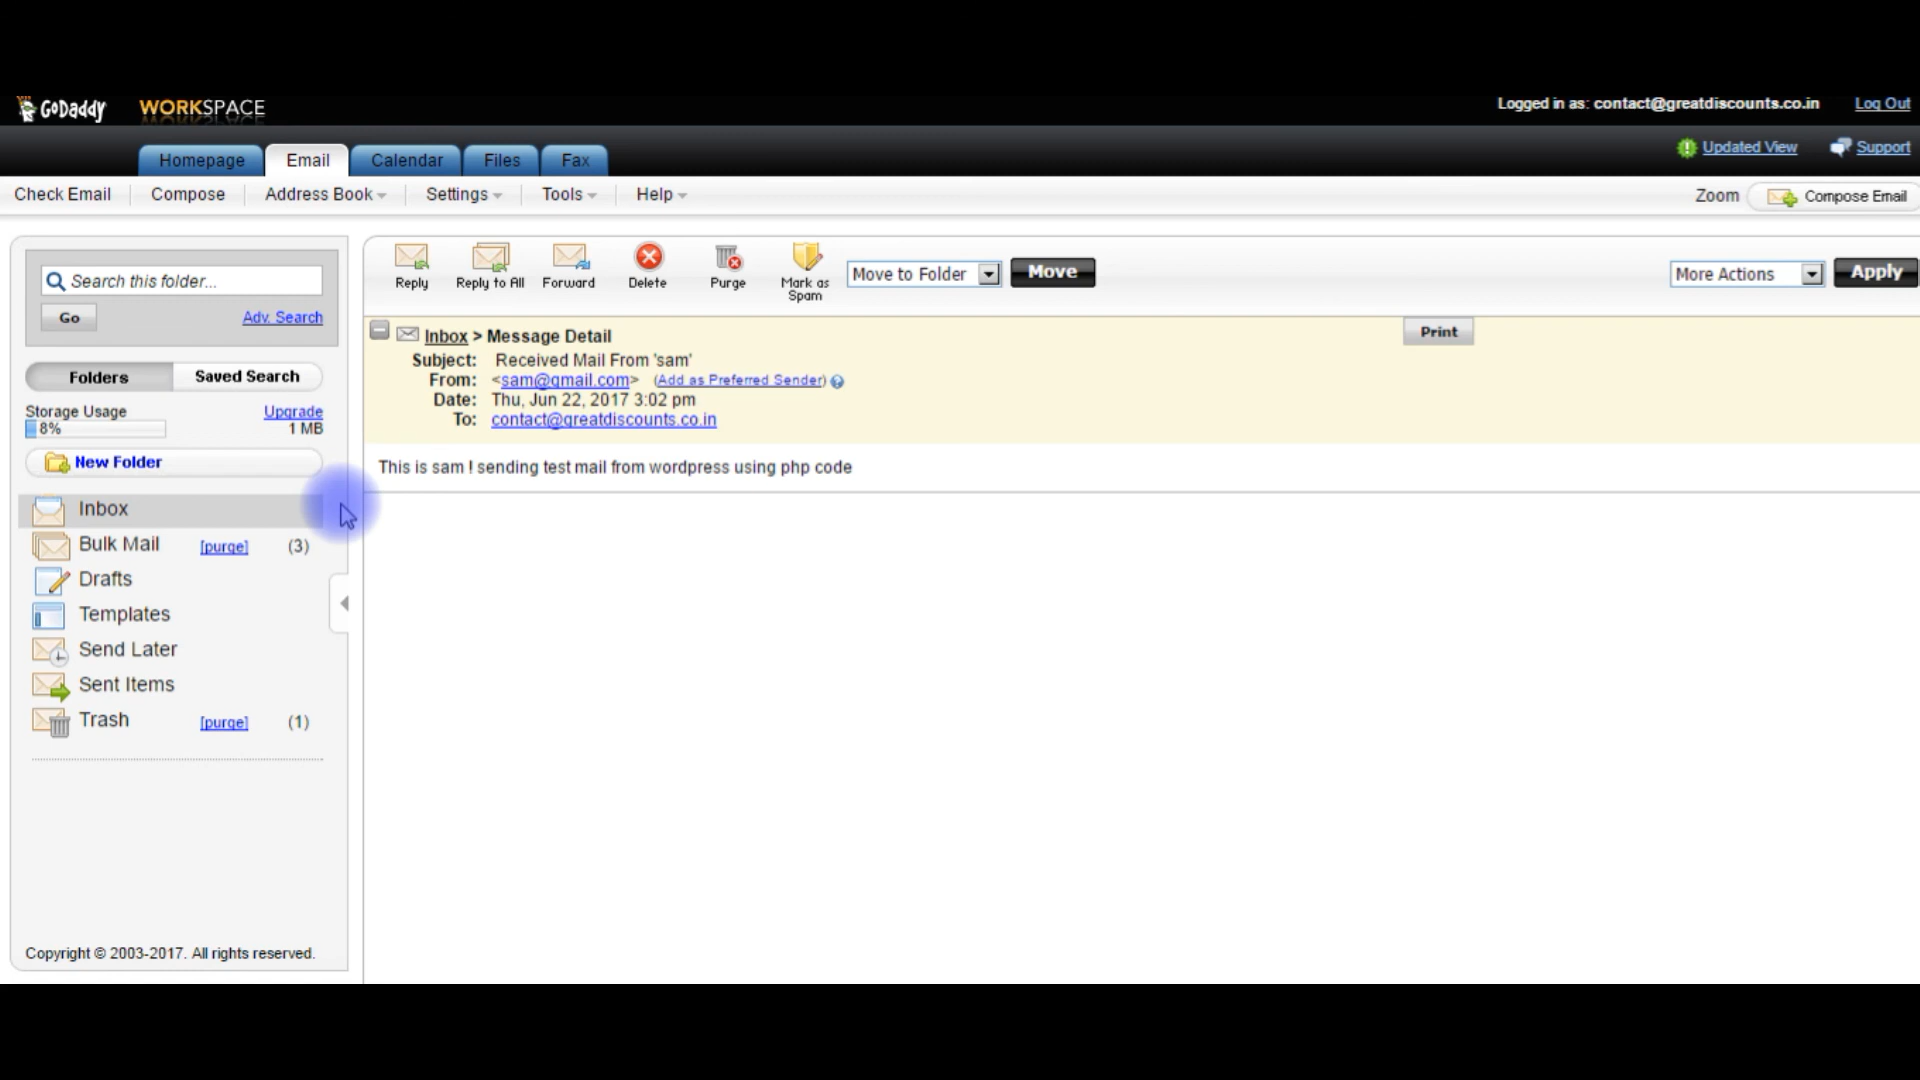 GoDaddy WORKSPACE
Logged in as: contact@greatdiscounts.co.in Log Out
Homepage Email Calendar Files Fax
Updated View Support
Check Email Compose Address Book Settings Tools Help
Zoom Compose Email
Search this folder...
Go Adv. Search
Folders Saved Search
Storage Usage Upgrade
8% 1 MB
New Folder
Inbox
Bulk Mail [purge] (3)
Drafts
Templates
Send Later
Sent Items
Trash [purge] (1)
Copyright © 2003-2017. All rights reserved.
Reply Reply to All Forward Delete Purge Mark as Spam Move to Folder Move
More Actions Apply
Inbox > Message Detail
Print
Subject: Received Mail From 'sam'
From: <sam@gmail.com> (Add as Preferred Sender)
Date: Thu, Jun 22, 2017 3:02 pm
To: contact@greatdiscounts.co.in
This is sam ! sending test mail from wordpress using php code